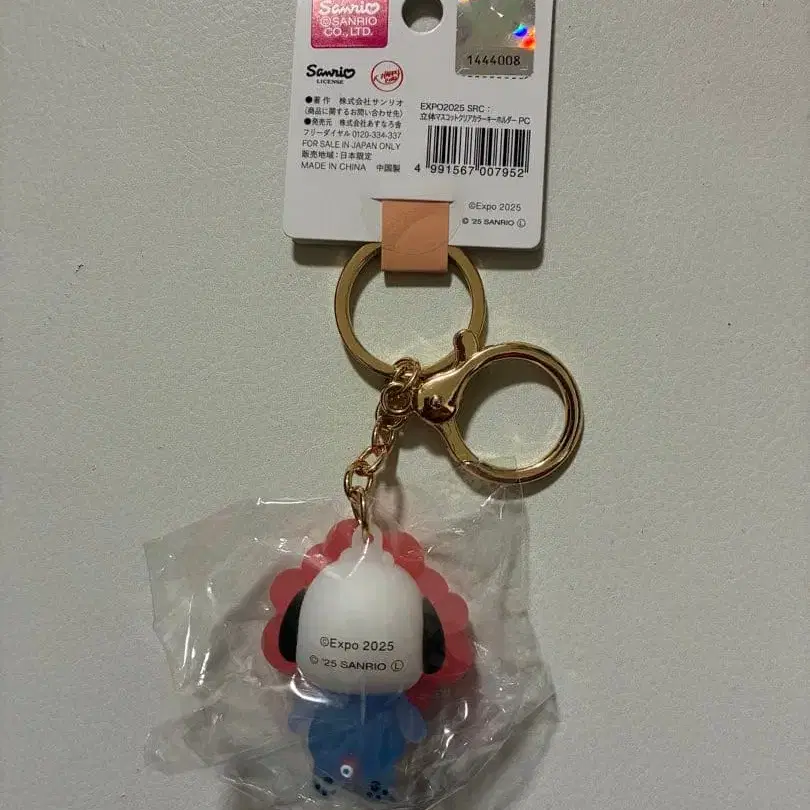 Sanrio
©SANRIO
CO.,LTD.
1444008
Sanrio
LICENSE
●著作 株式会社サンリオ
(商品に関するお問い合わせ先)
●発売元 株式会社あすなろ舎
フリーダイヤル 0120-334-337
FOR SALE IN JAPAN ONLY
販売地域:日本限定
MADE IN CHINA 中国製
EXPO2025 SRC:
立体マスコットクリアカラーキーホルダー PC
4 991567 007952
©Expo 2025
© '25 SANRIO Ⓛ
©Expo 2025
© '25 SANRIO Ⓛ